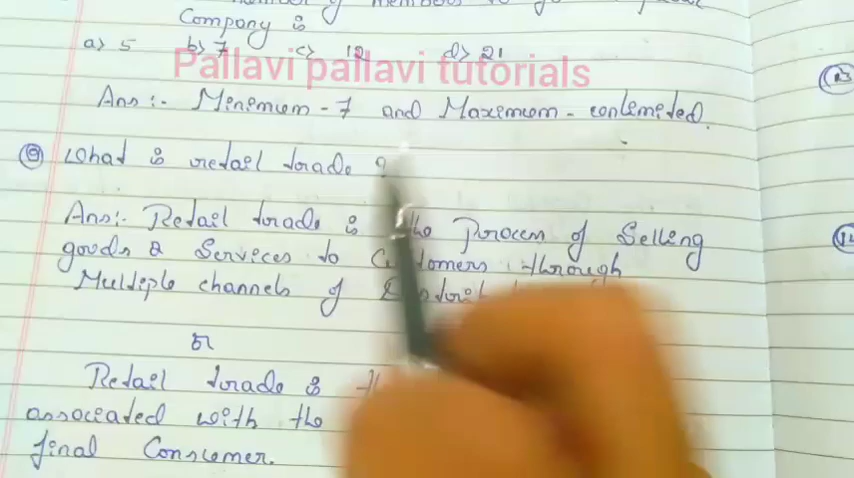 Company is
a) 5 b) 7 c) 12 d) 21
Pallavi pallavi tutorials
Ans:- Minimum - 7 and Maximum - unlimited.
⑨ What is retail trade ?
Ans:- Retail trade is the Process of Selling
goods & Services to Customers through
Multiple channels of
or
Retail trade is
associated with the
final Consumer.